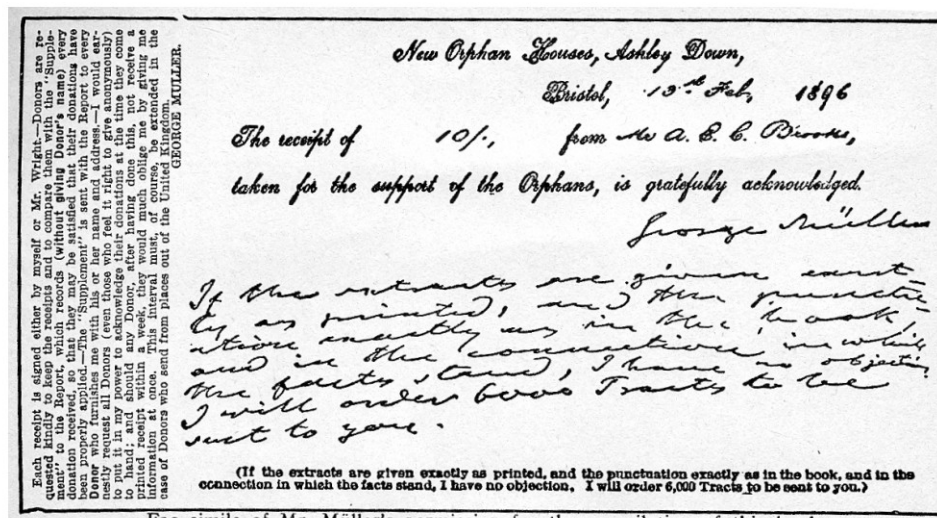 Each receipt is signed either by myself or Mr. Wright.—Donors are re-
quested kindly to keep the receipts and to compare them with the "Supple-
ment" to the Report, which records (without giving Donor's name) every
donation received, so that they may be satisfied that their donations have
been properly applied.—The "Supplement" is sent with the Report to every
Donor who furnishes me with his or her name and address.—I would ear-
nestly request all Donors (even those who feel it right to give anonymously)
to put it in my power to acknowledge their donations at the time they come
to hand; and should any Donor, after having done this, not receive a
printed receipt within a week, they would much oblige me by giving me
information at once. This interval must, of course, be extended in the
case of Donors who send from places out of the United Kingdom.
GEORGE MULLER.
New Orphan Houses, Ashley Down,
Bristol, 13th Feb, 1896
The receipt of 10/-, from Mr A. E. C. Brooks,
taken for the support of the Orphans, is gratefully acknowledged.
George Müller
If the extracts are given exact
ly as printed, and the punctu
ation exactly as in the book,
and in the connection in which
the facts stand, I have no objection
I will order 6000 Tracts to be
sent to you.
(If the extracts are given exactly as printed, and the punctuation exactly as in the book, and in the
connection in which the facts stand, I have no objection, I will order 6,000 Tracts to be sent to you.)